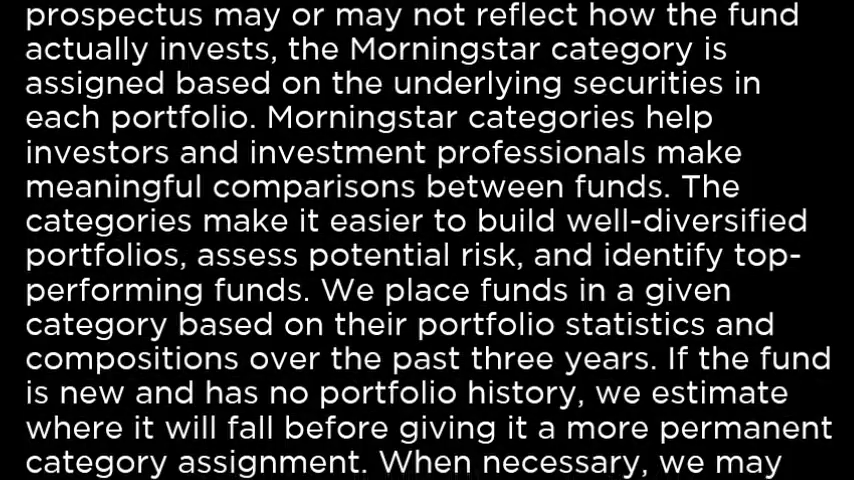 prospectus may or may not reflect how the fund
actually invests, the Morningstar category is
assigned based on the underlying securities in
each portfolio. Morningstar categories help
investors and investment professionals make
meaningful comparisons between funds. The
categories make it easier to build well-diversified
portfolios, assess potential risk, and identify top-
performing funds. We place funds in a given
category based on their portfolio statistics and
compositions over the past three years. If the fund
is new and has no portfolio history, we estimate
where it will fall before giving it a more permanent
category assignment. When necessary, we may